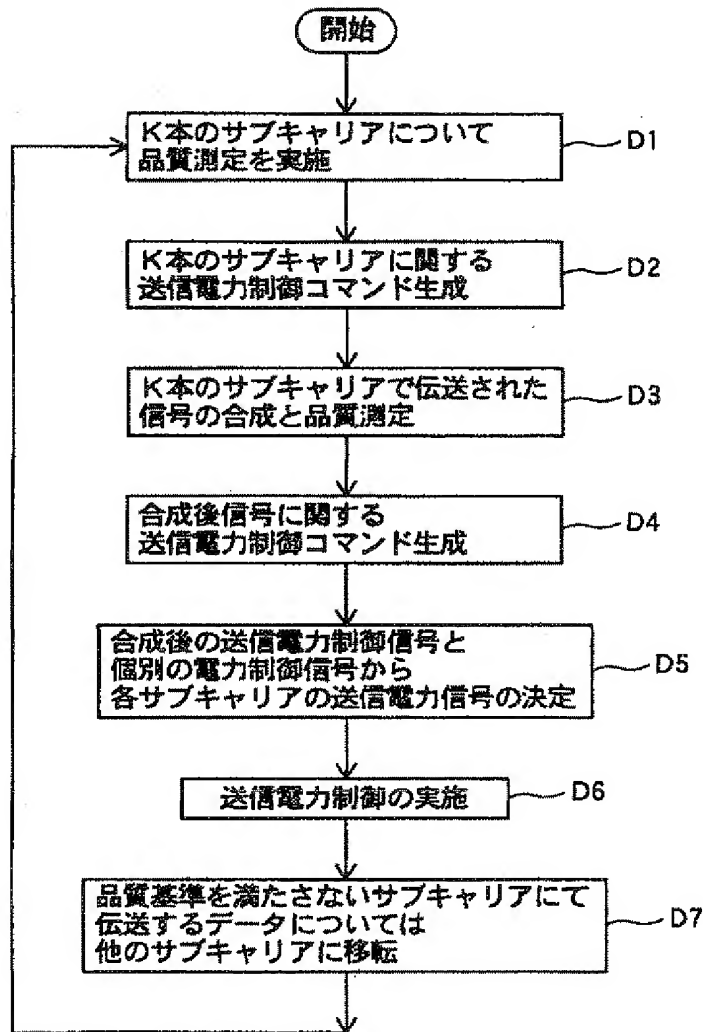 開始
K本のサブキャリアについて
品質測定を実施
D1
K本のサブキャリアに関する
送信電力制御コマンド生成
D2
K本のサブキャリアで伝送された
信号の合成と品質測定
D3
合成後信号に関する
送信電力制御コマンド生成
D4
合成後の送信電力制御信号と
個別の電力制御信号から
各サブキャリアの送信電力信号の決定
D5
送信電力制御の実施
D6
品質基準を満たさないサブキャリアにて
伝送するデータについては
他のサブキャリアに移転
D7